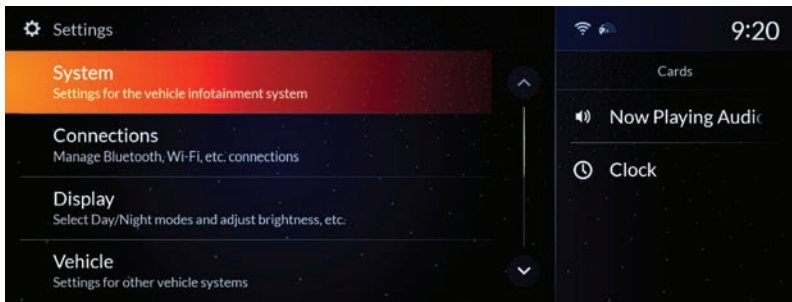 Settings
System
Settings for the vehicle infotainment system
Connections
Manage Bluetooth, Wi-Fi, etc. connections
Display
Select Day/Night modes and adjust brightness, etc.
Vehicle
Settings for other vehicle systems
9:20
Cards
Now Playing Audio
Clock